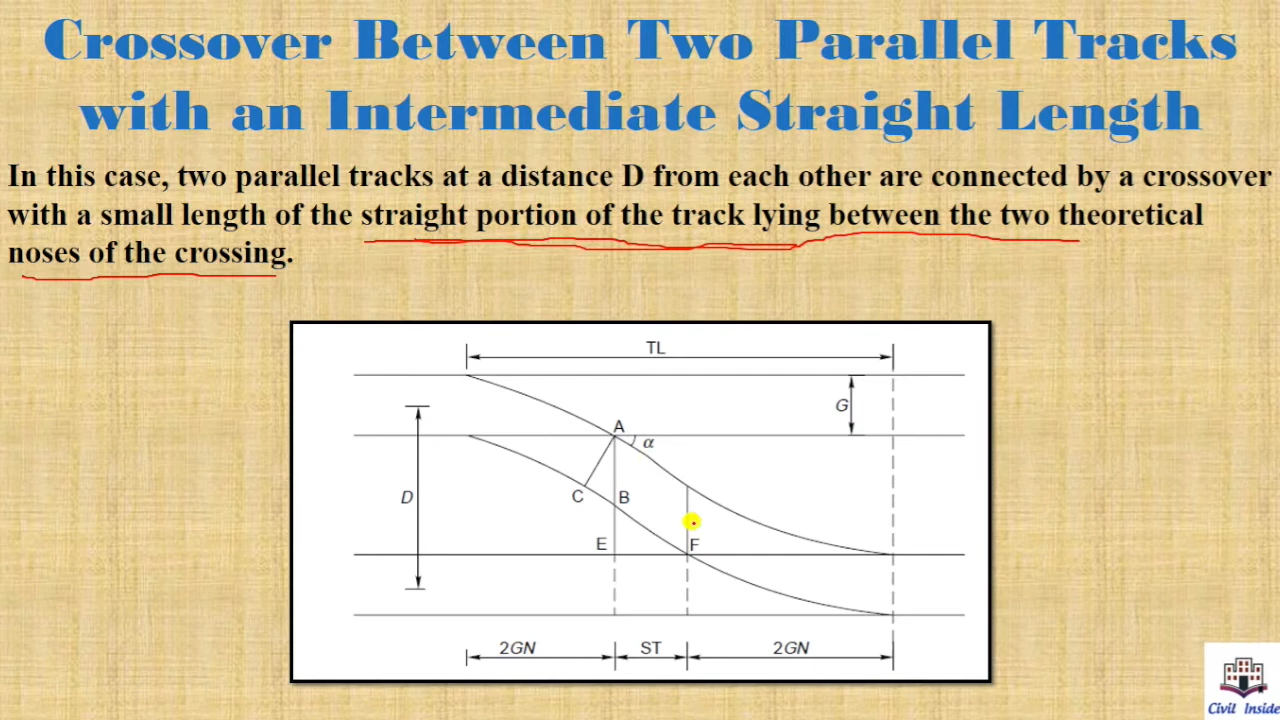 Crossover Between Two Parallel Tracks
with an Intermediate Straight Length
In this case, two parallel tracks at a distance D from each other are connected by a crossover
with a small length of the straight portion of the track lying between the two theoretical
noses of the crossing.
TL
G
A
α
D
C
B
E
F
2GN
ST
2GN
Civil Inside